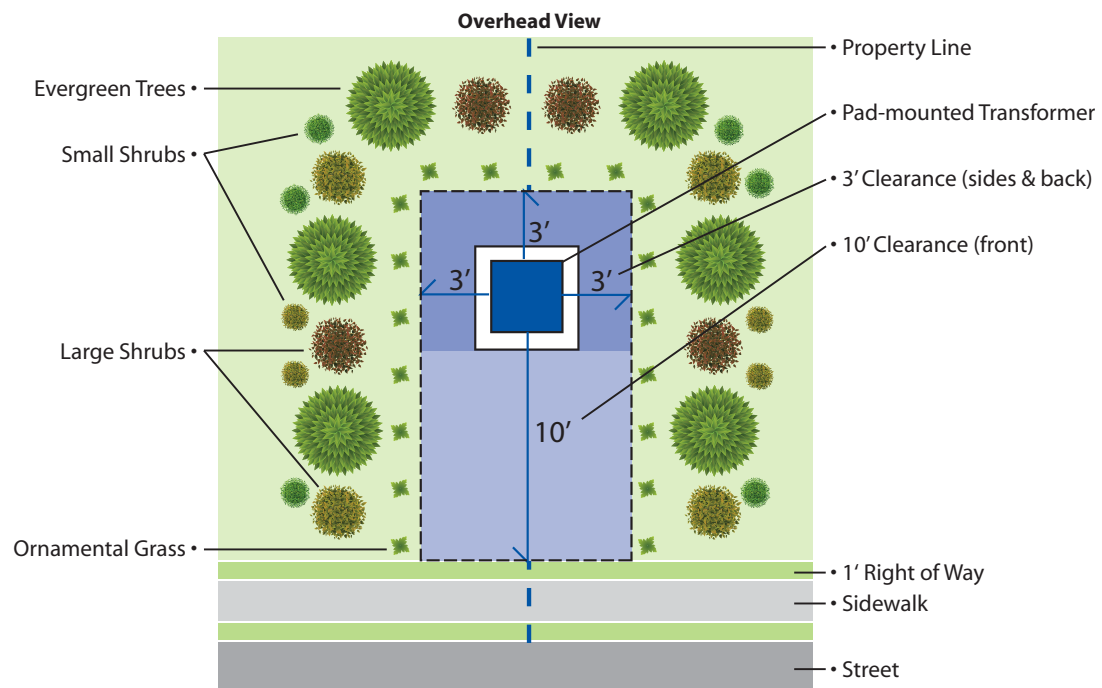 Overhead View
• Property Line
Evergreen Trees •
• Pad-mounted Transformer
Small Shrubs •
• 3’ Clearance (sides & back)
3’
• 10’ Clearance (front)
3’
3’
Large Shrubs •
10’
Ornamental Grass •
• 1‘ Right of Way
• Sidewalk
• Street